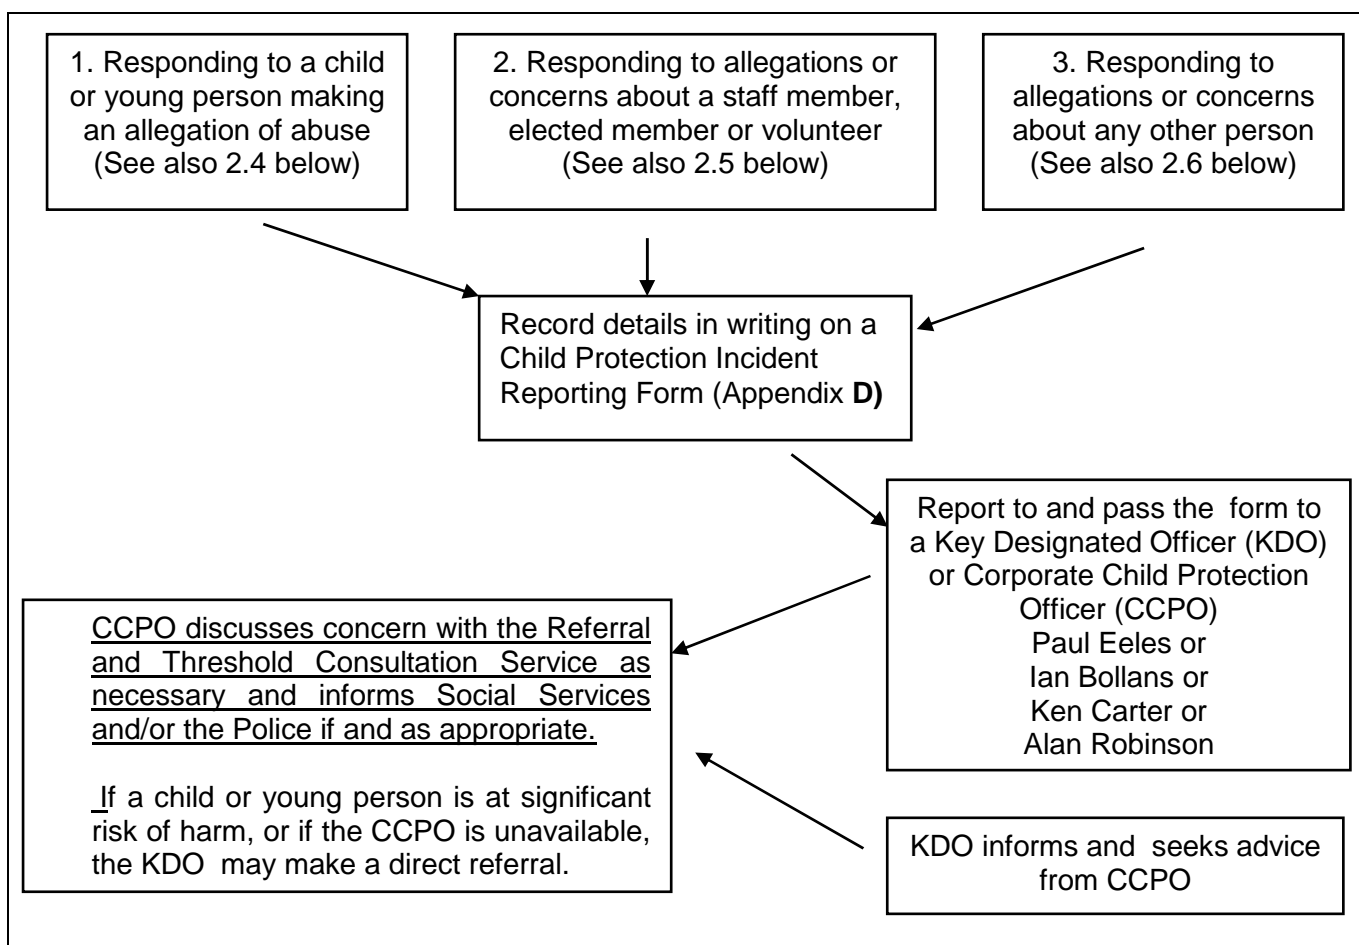 1. Responding to a child
or young person making
an allegation of abuse
(See also 2.4 below)
2. Responding to allegations or
concerns about a staff member,
elected member or volunteer
(See also 2.5 below)
3. Responding to
allegations or concerns
about any other person
(See also 2.6 below)
Record details in writing on a
Child Protection Incident
Reporting Form (Appendix D)
Report to and pass the form to
a Key Designated Officer (KDO)
or Corporate Child Protection
Officer (CCPO)
Paul Eeles or
Ian Bollans or
Ken Carter or
Alan Robinson
CCPO discusses concern with the Referral
and Threshold Consultation Service as
necessary and informs Social Services
and/or the Police if and as appropriate.
If a child or young person is at significant
risk of harm, or if the CCPO is unavailable,
the KDO may make a direct referral.
KDO informs and seeks advice
from CCPO